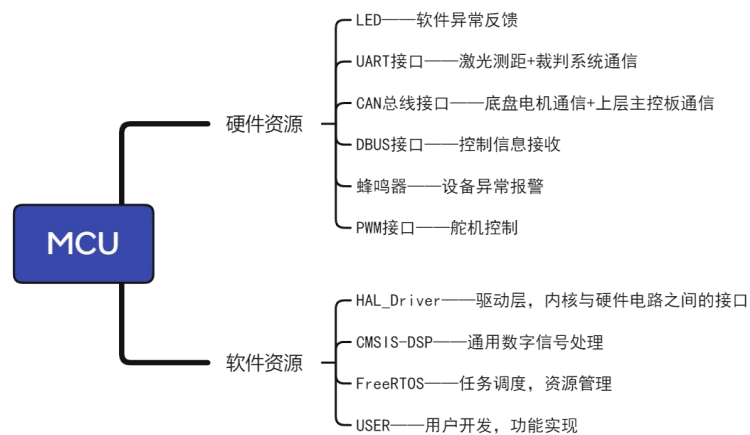 MCU
硬件资源
LED——软件异常反馈
UART接口——激光测距+裁判系统通信
CAN总线接口——底盘电机通信+上层主控板通信
DBUS接口——控制信息接收
蜂鸣器——设备异常报警
PWM接口——舵机控制
软件资源
HAL_Driver——驱动层，内核与硬件电路之间的接口
CMSIS-DSP——通用数字信号处理
FreeRTOS——任务调度，资源管理
USER——用户开发，功能实现